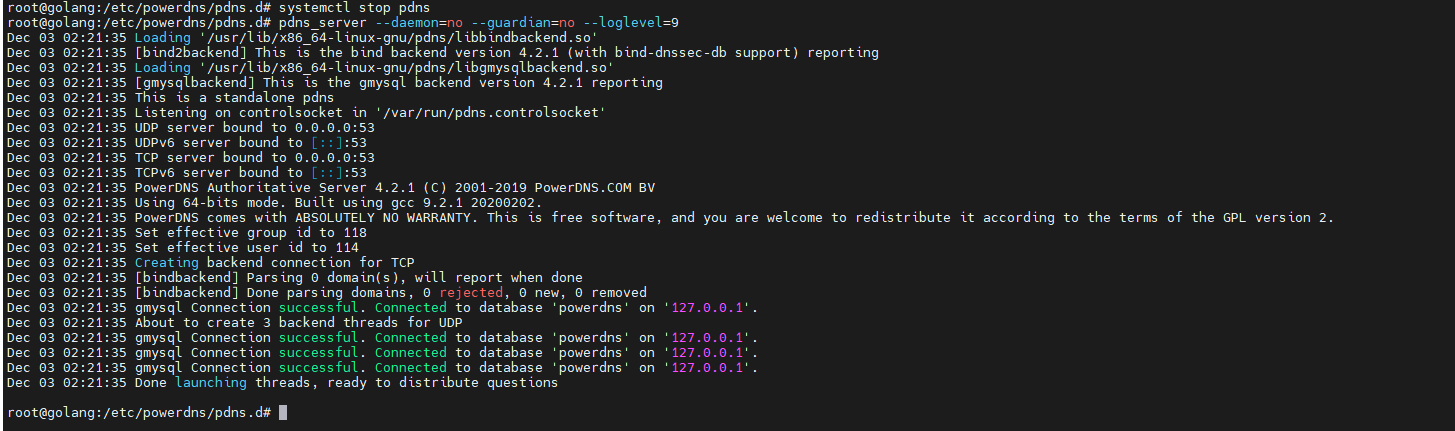 root@golang:/etc/powerdns/pdns.d# systemctl stop pdns
root@golang:/etc/powerdns/pdns.d# pdns_server --daemon=no --guardian=no --loglevel=9
Dec 03 02:21:35 Loading '/usr/lib/x86_64-linux-gnu/pdns/libbindbackend.so'
Dec 03 02:21:35 [bind2backend] This is the bind backend version 4.2.1 (with bind-dnssec-db support) reporting
Dec 03 02:21:35 Loading '/usr/lib/x86_64-linux-gnu/pdns/libgmysqlbackend.so'
Dec 03 02:21:35 [gmysqlbackend] This is the gmysql backend version 4.2.1 reporting
Dec 03 02:21:35 This is a standalone pdns
Dec 03 02:21:35 Listening on controlsocket in '/var/run/pdns.controlsocket'
Dec 03 02:21:35 UDP server bound to 0.0.0.0:53
Dec 03 02:21:35 UDPv6 server bound to [::]:53
Dec 03 02:21:35 TCP server bound to 0.0.0.0:53
Dec 03 02:21:35 TCPv6 server bound to [::]:53
Dec 03 02:21:35 PowerDNS Authoritative Server 4.2.1 (C) 2001-2019 PowerDNS.COM BV
Dec 03 02:21:35 Using 64-bits mode. Built using gcc 9.2.1 20200202.
Dec 03 02:21:35 PowerDNS comes with ABSOLUTELY NO WARRANTY. This is free software, and you are welcome to redistribute it according to the terms of the GPL version 2.
Dec 03 02:21:35 Set effective group id to 118
Dec 03 02:21:35 Set effective user id to 114
Dec 03 02:21:35 Creating backend connection for TCP
Dec 03 02:21:35 [bindbackend] Parsing 0 domain(s), will report when done
Dec 03 02:21:35 [bindbackend] Done parsing domains, 0 rejected, 0 new, 0 removed
Dec 03 02:21:35 gmysql Connection successful. Connected to database 'powerdns' on '127.0.0.1'.
Dec 03 02:21:35 About to create 3 backend threads for UDP
Dec 03 02:21:35 gmysql Connection successful. Connected to database 'powerdns' on '127.0.0.1'.
Dec 03 02:21:35 gmysql Connection successful. Connected to database 'powerdns' on '127.0.0.1'.
Dec 03 02:21:35 gmysql Connection successful. Connected to database 'powerdns' on '127.0.0.1'.
Dec 03 02:21:35 Done launching threads, ready to distribute questions
root@golang:/etc/powerdns/pdns.d#